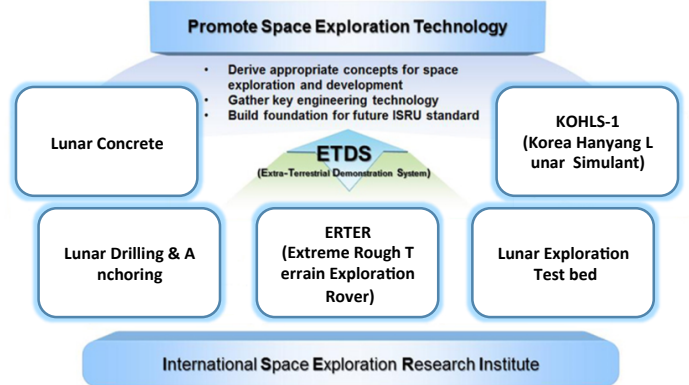 Promote Space Exploration Technology
• Derive appropriate concepts for space
exploration and development
• Gather key engineering technology
• Build foundation for future ISRU standard
Lunar Concrete
KOHLS-1
(Korea Hanyang L
unar Simulant)
ETDS
(Extra-Terrestrial Demonstration System)
Lunar Drilling & A
nchoring
ERTER
(Extreme Rough T
errain Exploration
Rover)
Lunar Exploration
Test bed
International Space Exploration Research Institute